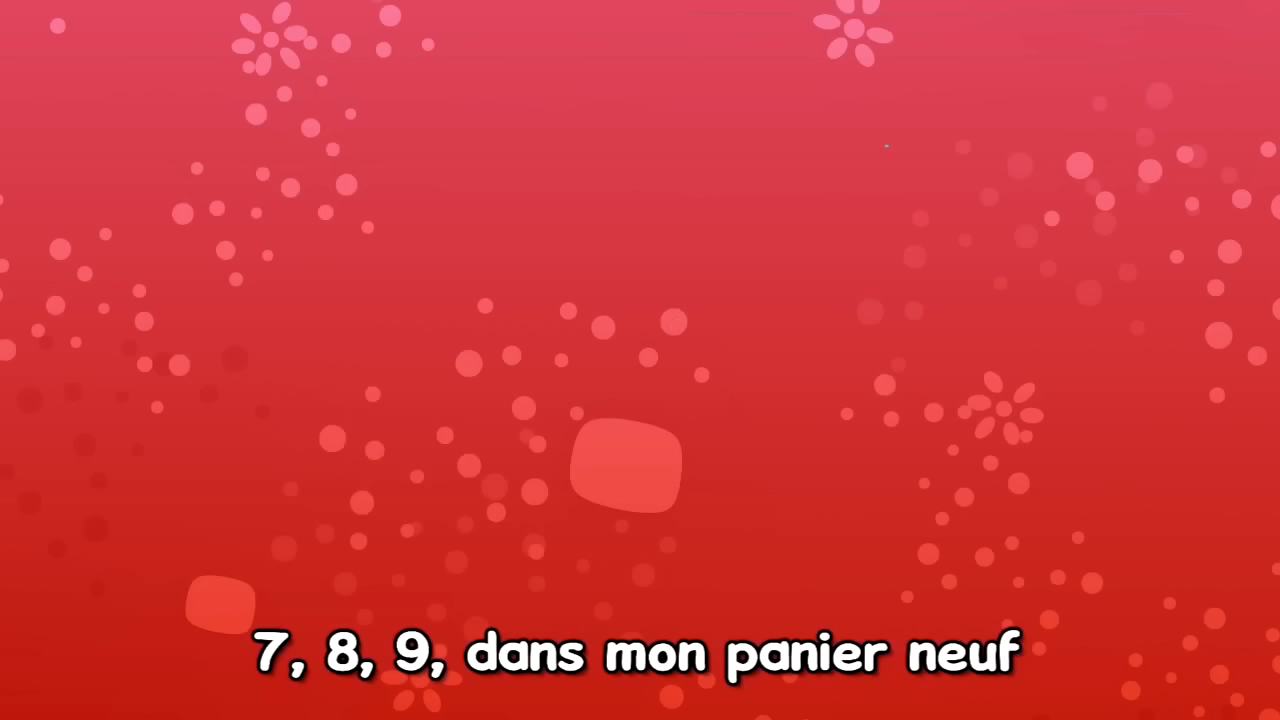 7, 8, 9, dans mon panier neuf